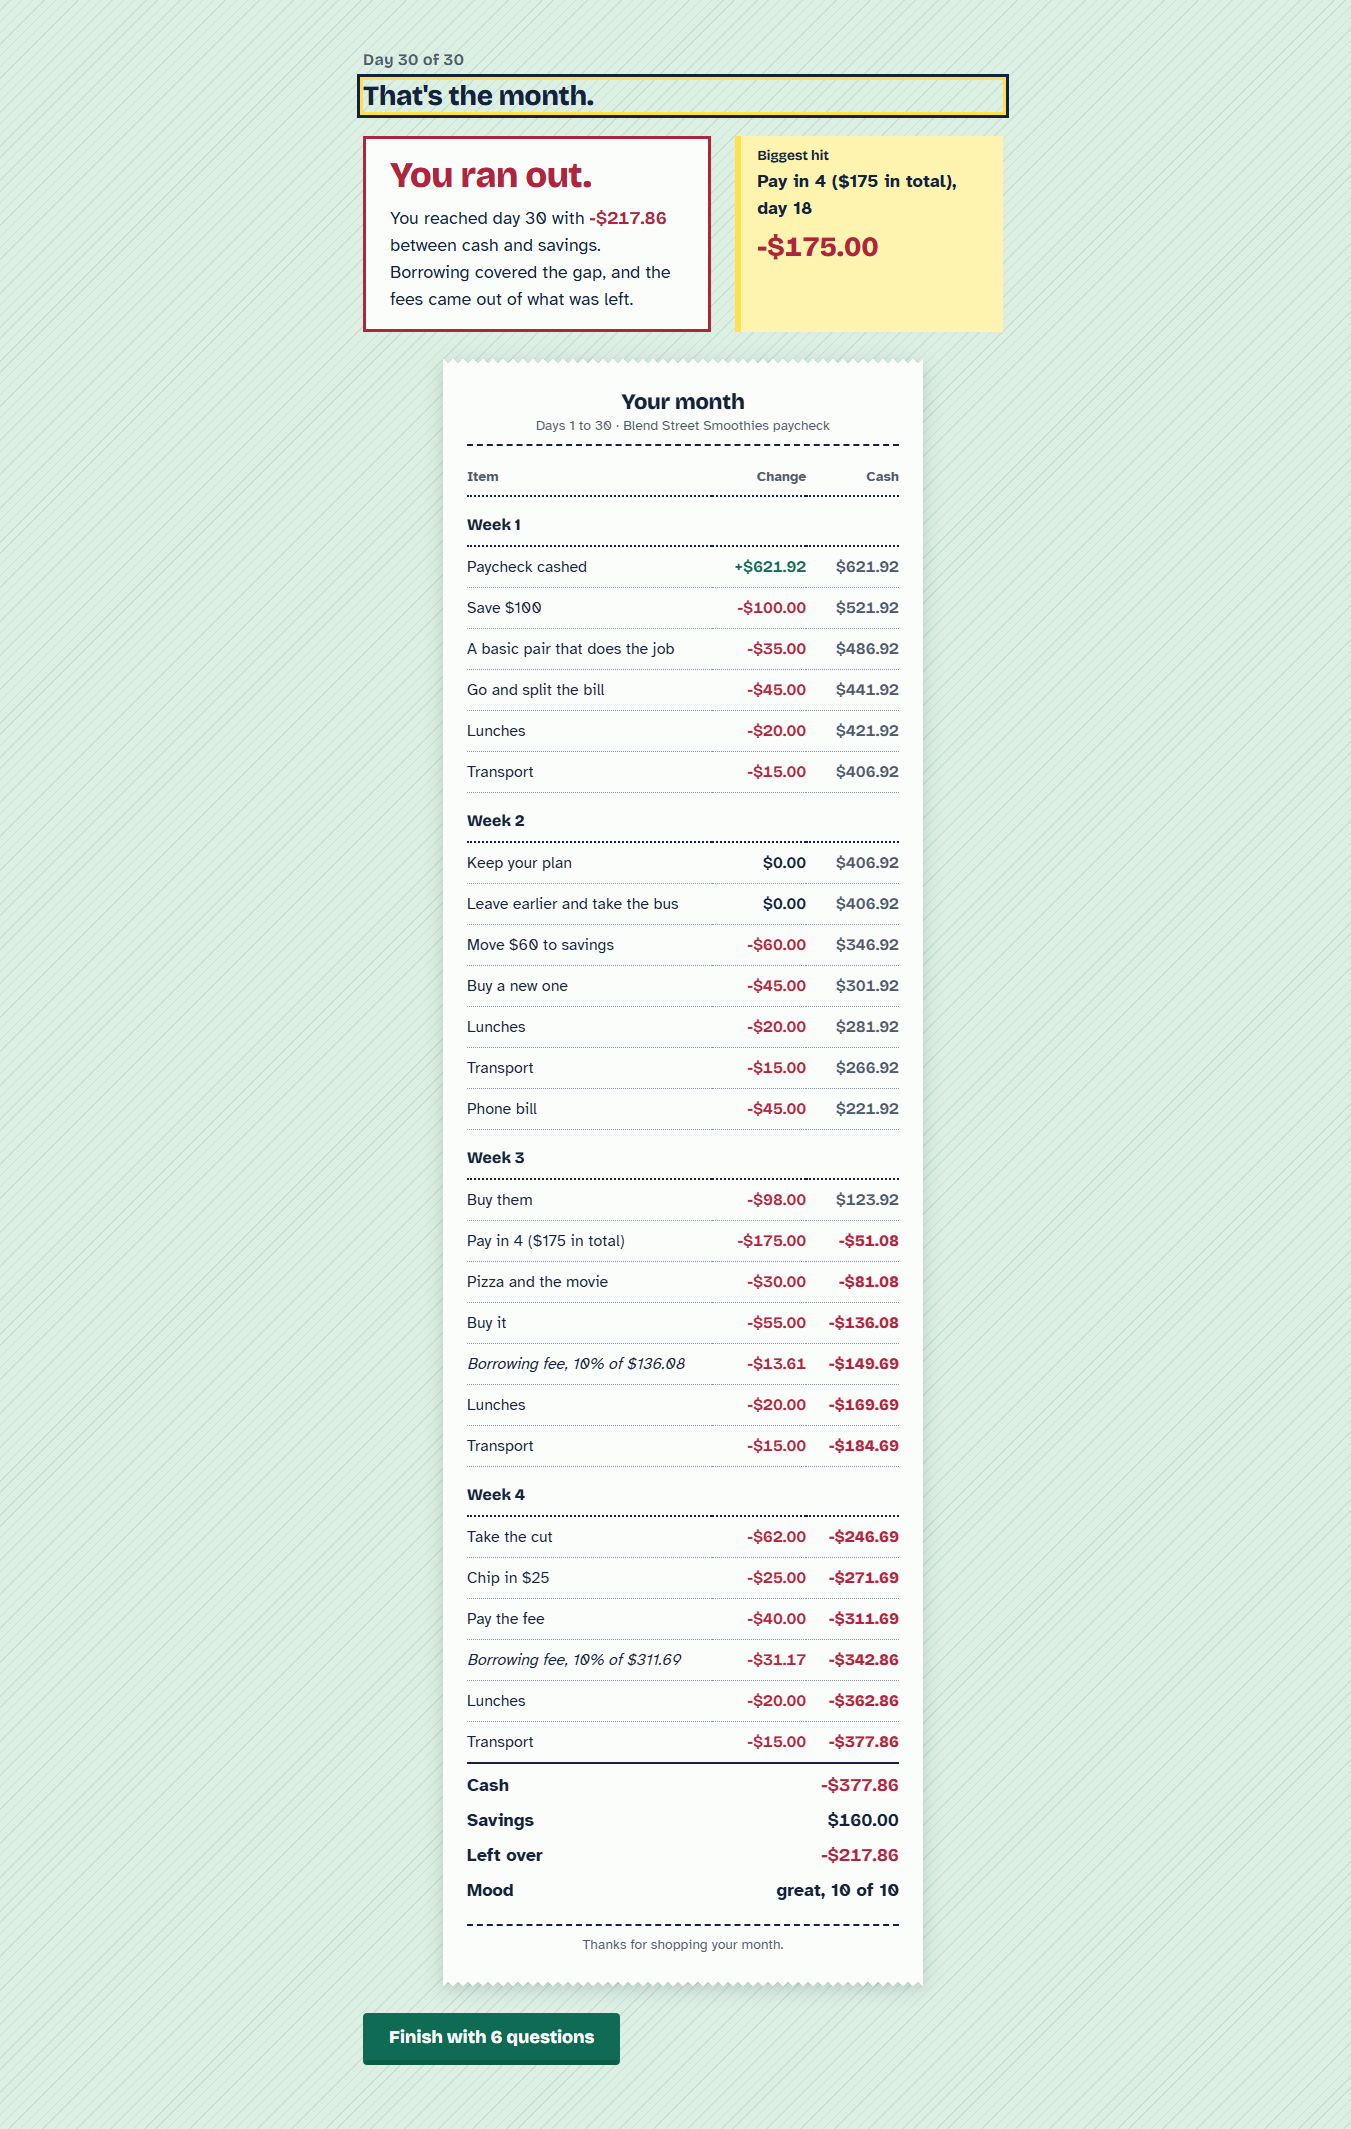 Day 30 of 30
That's the month.
You ran out.
You reached day 30 with -$217.86
between cash and savings.
Borrowing covered the gap, and the
fees came out of what was left.
Biggest hit
Pay in 4 ($175 in total),
day 18
-$175.00
Your month
Days 1 to 30 · Blend Street Smoothies paycheck
Item Change Cash
Week 1
Paycheck cashed +$621.92 $621.92
Save $100 -$100.00 $521.92
A basic pair that does the job -$35.00 $486.92
Go and split the bill -$45.00 $441.92
Lunches -$20.00 $421.92
Transport -$15.00 $406.92
Week 2
Keep your plan $0.00 $406.92
Leave earlier and take the bus $0.00 $406.92
Move $60 to savings -$60.00 $346.92
Buy a new one -$45.00 $301.92
Lunches -$20.00 $281.92
Transport -$15.00 $266.92
Phone bill -$45.00 $221.92
Week 3
Buy them -$98.00 $123.92
Pay in 4 ($175 in total) -$175.00 -$51.08
Pizza and the movie -$30.00 -$81.08
Buy it -$55.00 -$136.08
Borrowing fee, 10% of $136.08 -$13.61 -$149.69
Lunches -$20.00 -$169.69
Transport -$15.00 -$184.69
Week 4
Take the cut -$62.00 -$246.69
Chip in $25 -$25.00 -$271.69
Pay the fee -$40.00 -$311.69
Borrowing fee, 10% of $311.69 -$31.17 -$342.86
Lunches -$20.00 -$362.86
Transport -$15.00 -$377.86
Cash -$377.86
Savings $160.00
Left over -$217.86
Mood great, 10 of 10
Thanks for shopping your month.
Finish with 6 questions